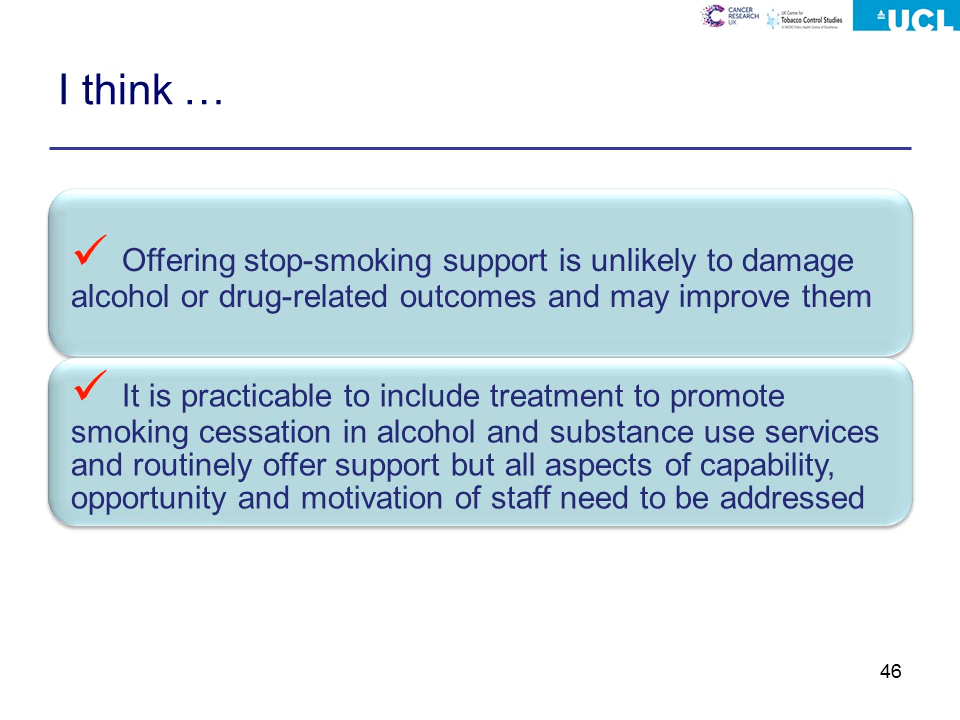 CANCER
RESEARCH
UK
UK Centre for
Tobacco Control Studies
UCL
I think …
✓ Offering stop-smoking support is unlikely to damage
alcohol or drug-related outcomes and may improve them
✓ It is practicable to include treatment to promote
smoking cessation in alcohol and substance use services
and routinely offer support but all aspects of capability,
opportunity and motivation of staff need to be addressed
46